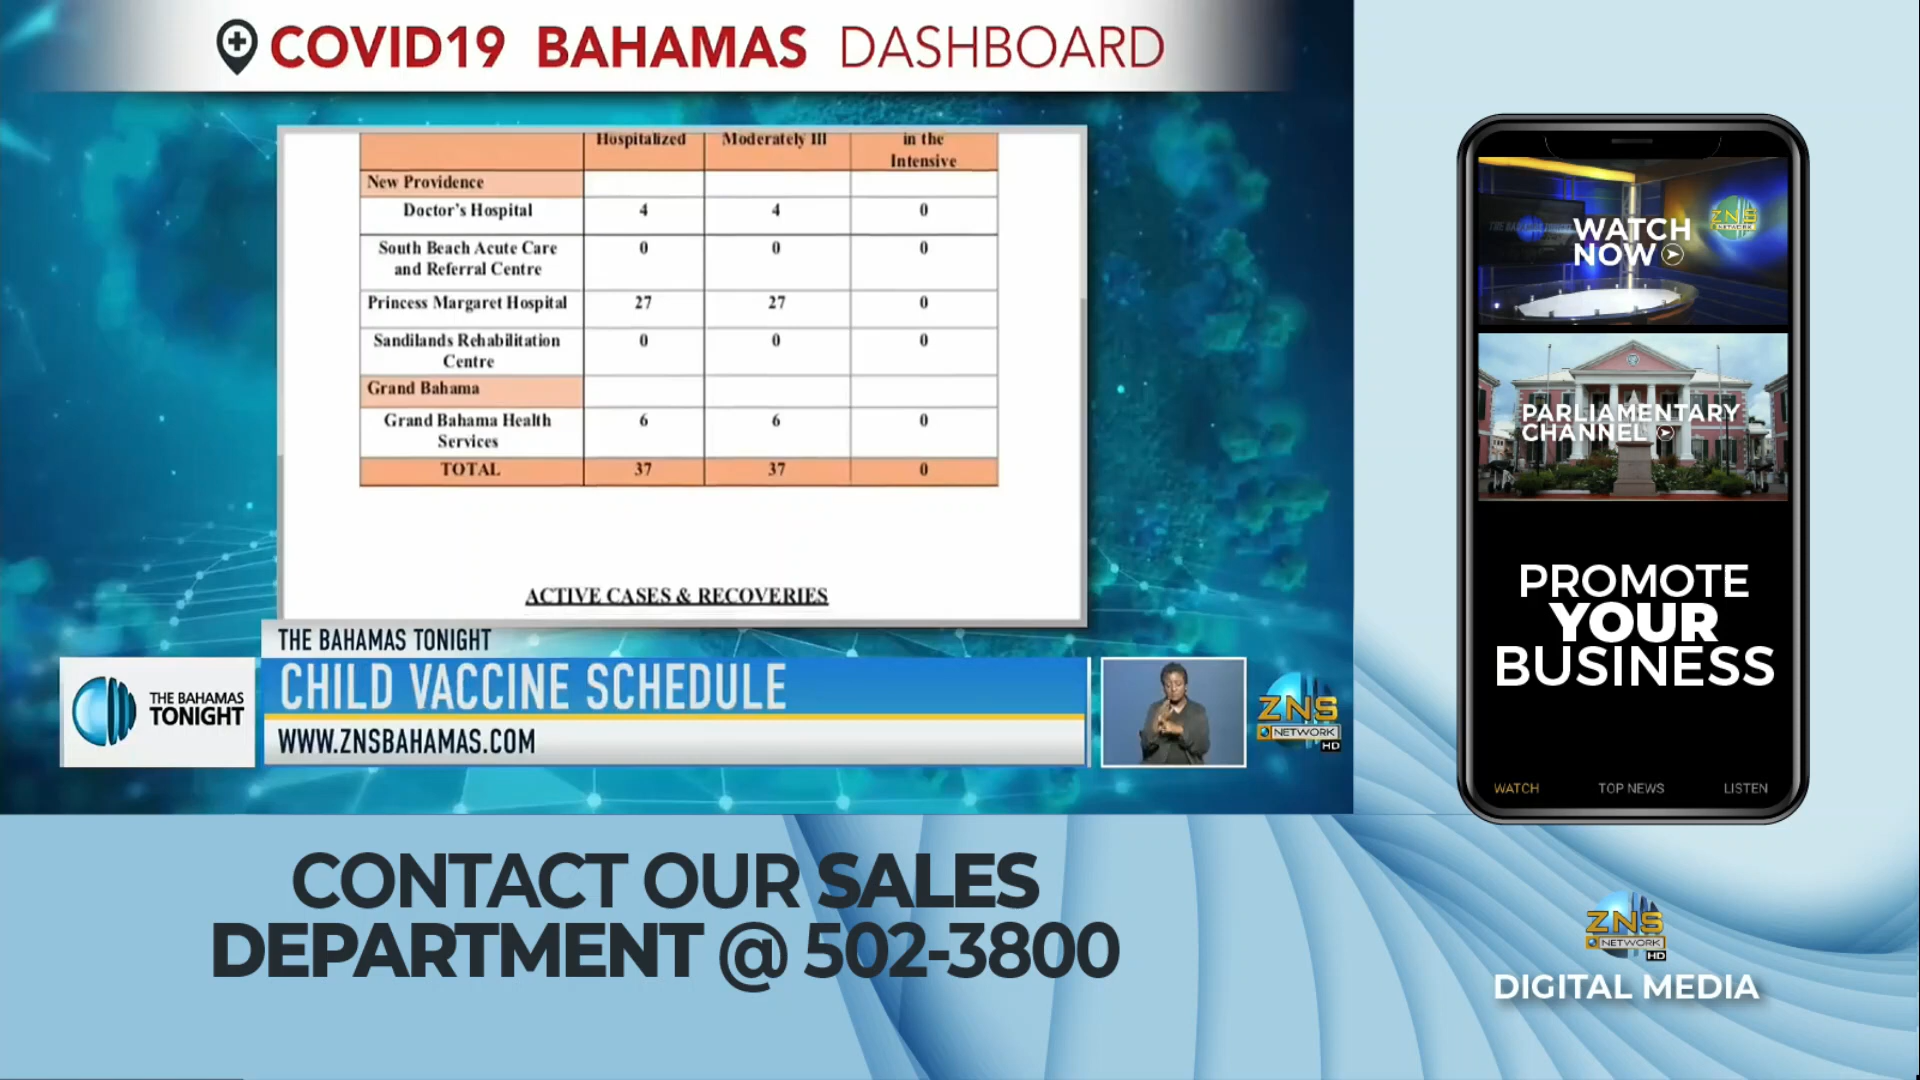 COVID19 BAHAMAS DASHBOARD
Hospitalized Moderately Ill in the
Intensive
New Providence
Doctor's Hospital 4 4 0
South Beach Acute Care
and Referral Centre 0 0 0
Princess Margaret Hospital 27 27 0
Sandilands Rehabilitation
Centre 0 0 0
Grand Bahama
Grand Bahama Health
Services 6 6 0
TOTAL 37 37 0
ACTIVE CASES & RECOVERIES
THE BAHAMAS TONIGHT
CHILD VACCINE SCHEDULE
WWW.ZNSBAHAMAS.COM
THE BAHAMAS
TONIGHT
ZNS
NETWORK
HD
WATCH
NOW
ZNS
NETWORK
PARLIAMENTARY
CHANNEL
PROMOTE
YOUR
BUSINESS
WATCH TOP NEWS LISTEN
CONTACT OUR SALES
DEPARTMENT @ 502-3800
ZNS
NETWORK
HD
DIGITAL MEDIA